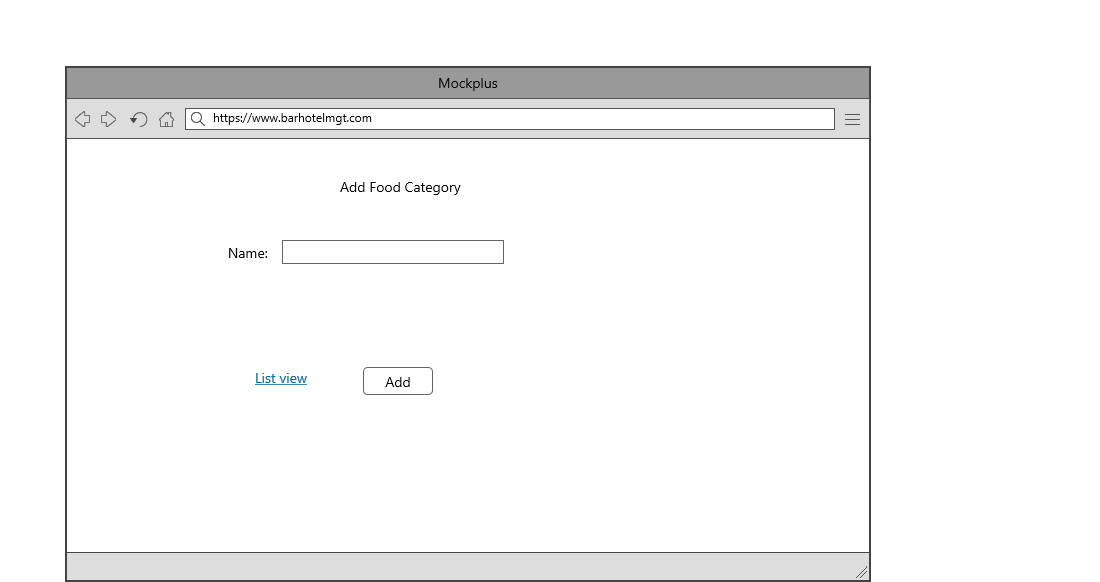 Mockplus
https://www.barhotelmgt.com
Add Food Category
Name:
List view
Add